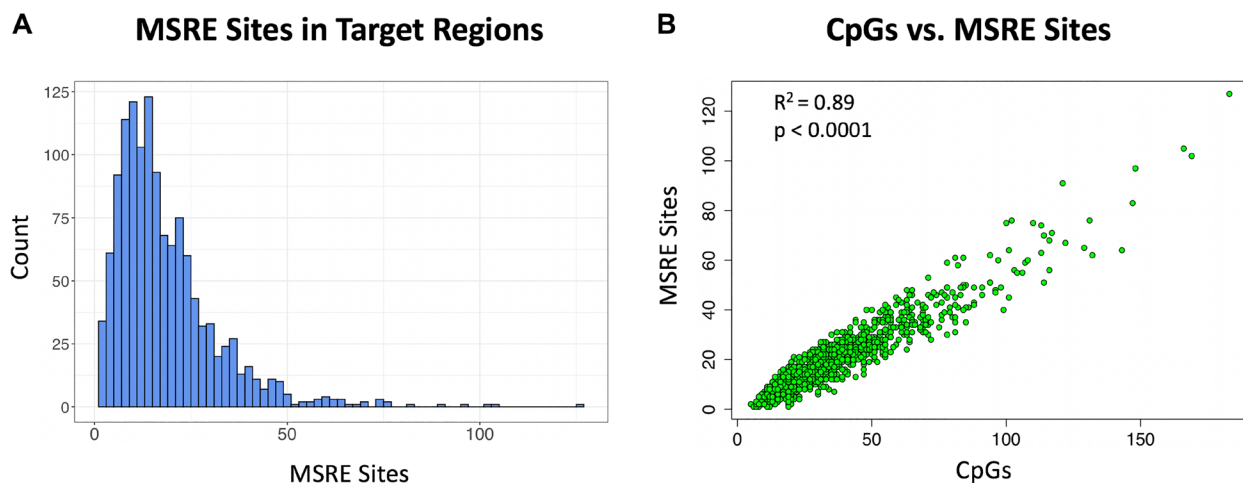 A
MSRE Sites in Target Regions
125
100
75
50
25
0
Count
0
50
100
MSRE Sites
B
CpGs vs. MSRE Sites
R² = 0.89
p < 0.0001
120
100
80
60
40
20
0
MSRE Sites
0
50
100
150
CpGs